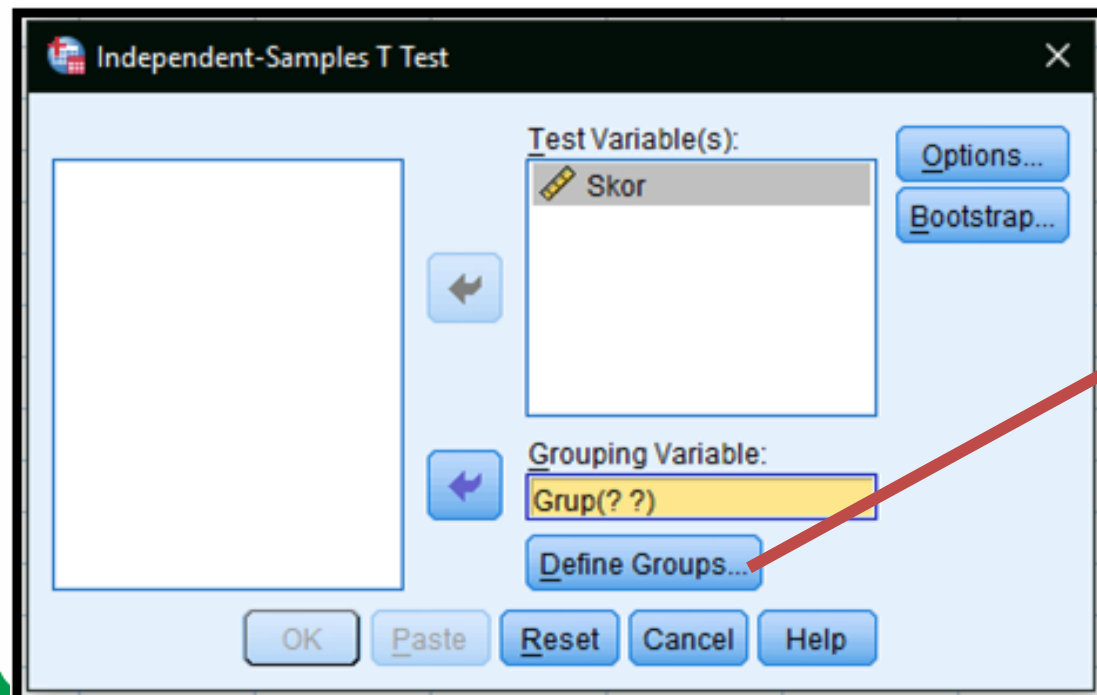 Independent-Samples T Test
Test Variable(s):
Skor
Options...
Bootstrap...
Grouping Variable:
Grup(? ?)
Define Groups...
OK
Paste
Reset
Cancel
Help